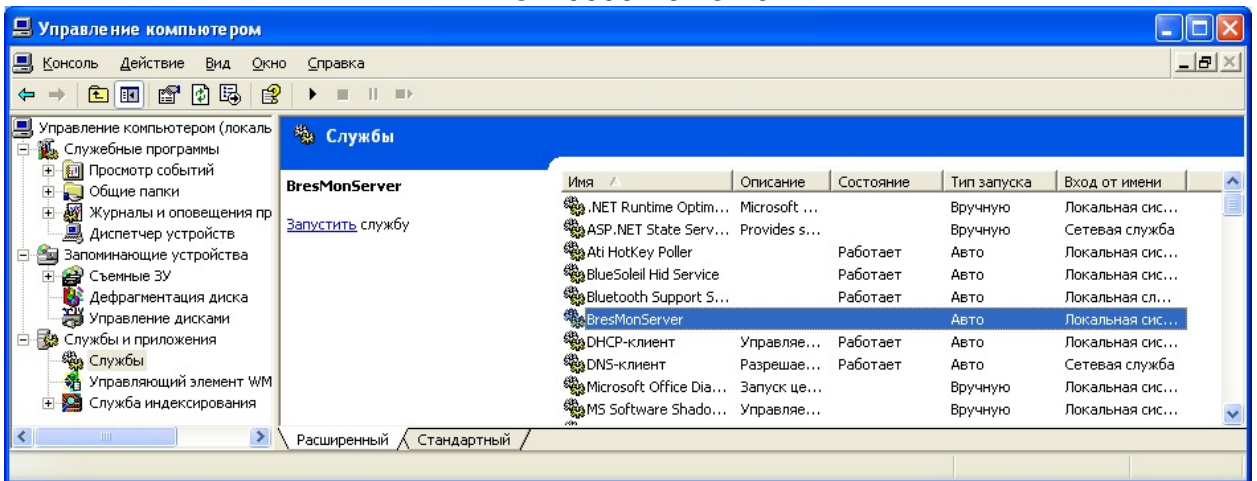 Управление компьютером
Консоль Действие Вид Окно Справка
Управление компьютером (локаль
Служебные программы
Просмотр событий
Общие папки
Журналы и оповещения пр
Диспетчер устройств
Запоминающие устройства
Съемные ЗУ
Дефрагментация диска
Управление дисками
Службы и приложения
Службы
Управляющий элемент WM
Служба индексирования
Службы
BresMonServer
Запустить службу
Имя Описание Состояние Тип запуска Вход от имени
.NET Runtime Optim... Microsoft ... Вручную Локальная сис...
ASP.NET State Serv... Provides s... Вручную Сетевая служба
Ati HotKey Poller Работает Авто Локальная сис...
BlueSoleil Hid Service Работает Авто Локальная сис...
Bluetooth Support S... Работает Авто Локальная сл...
BresMonServer Авто Локальная сис...
DHCP-клиент Управляе... Работает Авто Локальная сис...
DNS-клиент Разрешае... Работает Авто Сетевая служба
Microsoft Office Dia... Запуск це... Вручную Локальная сис...
MS Software Shado... Управляе... Вручную Локальная сис...
Расширенный Стандартный